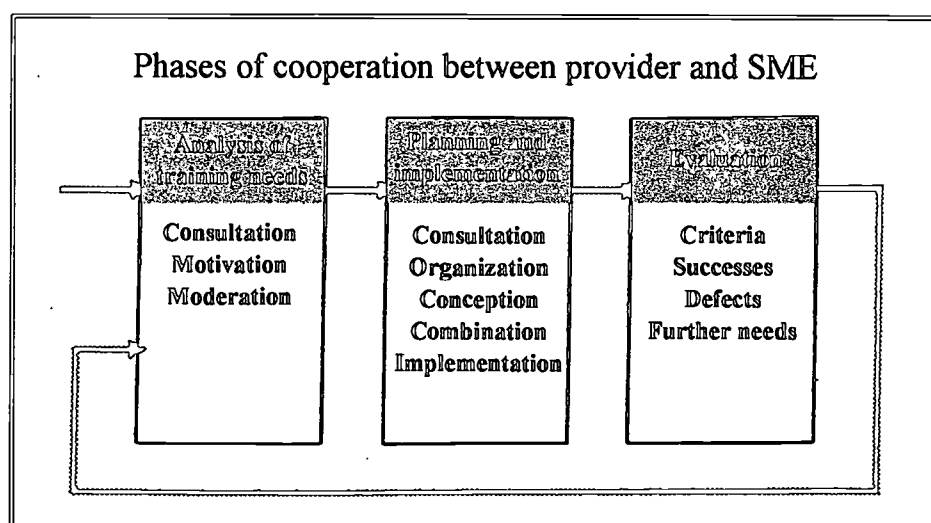 Phases of cooperation between provider and SME
Analysis of
training needs
Consultation
Motivation
Moderation
Planning and
implementation
Consultation
Organization
Conception
Combination
Implementation
Evaluation
Criteria
Successes
Defects
Further needs